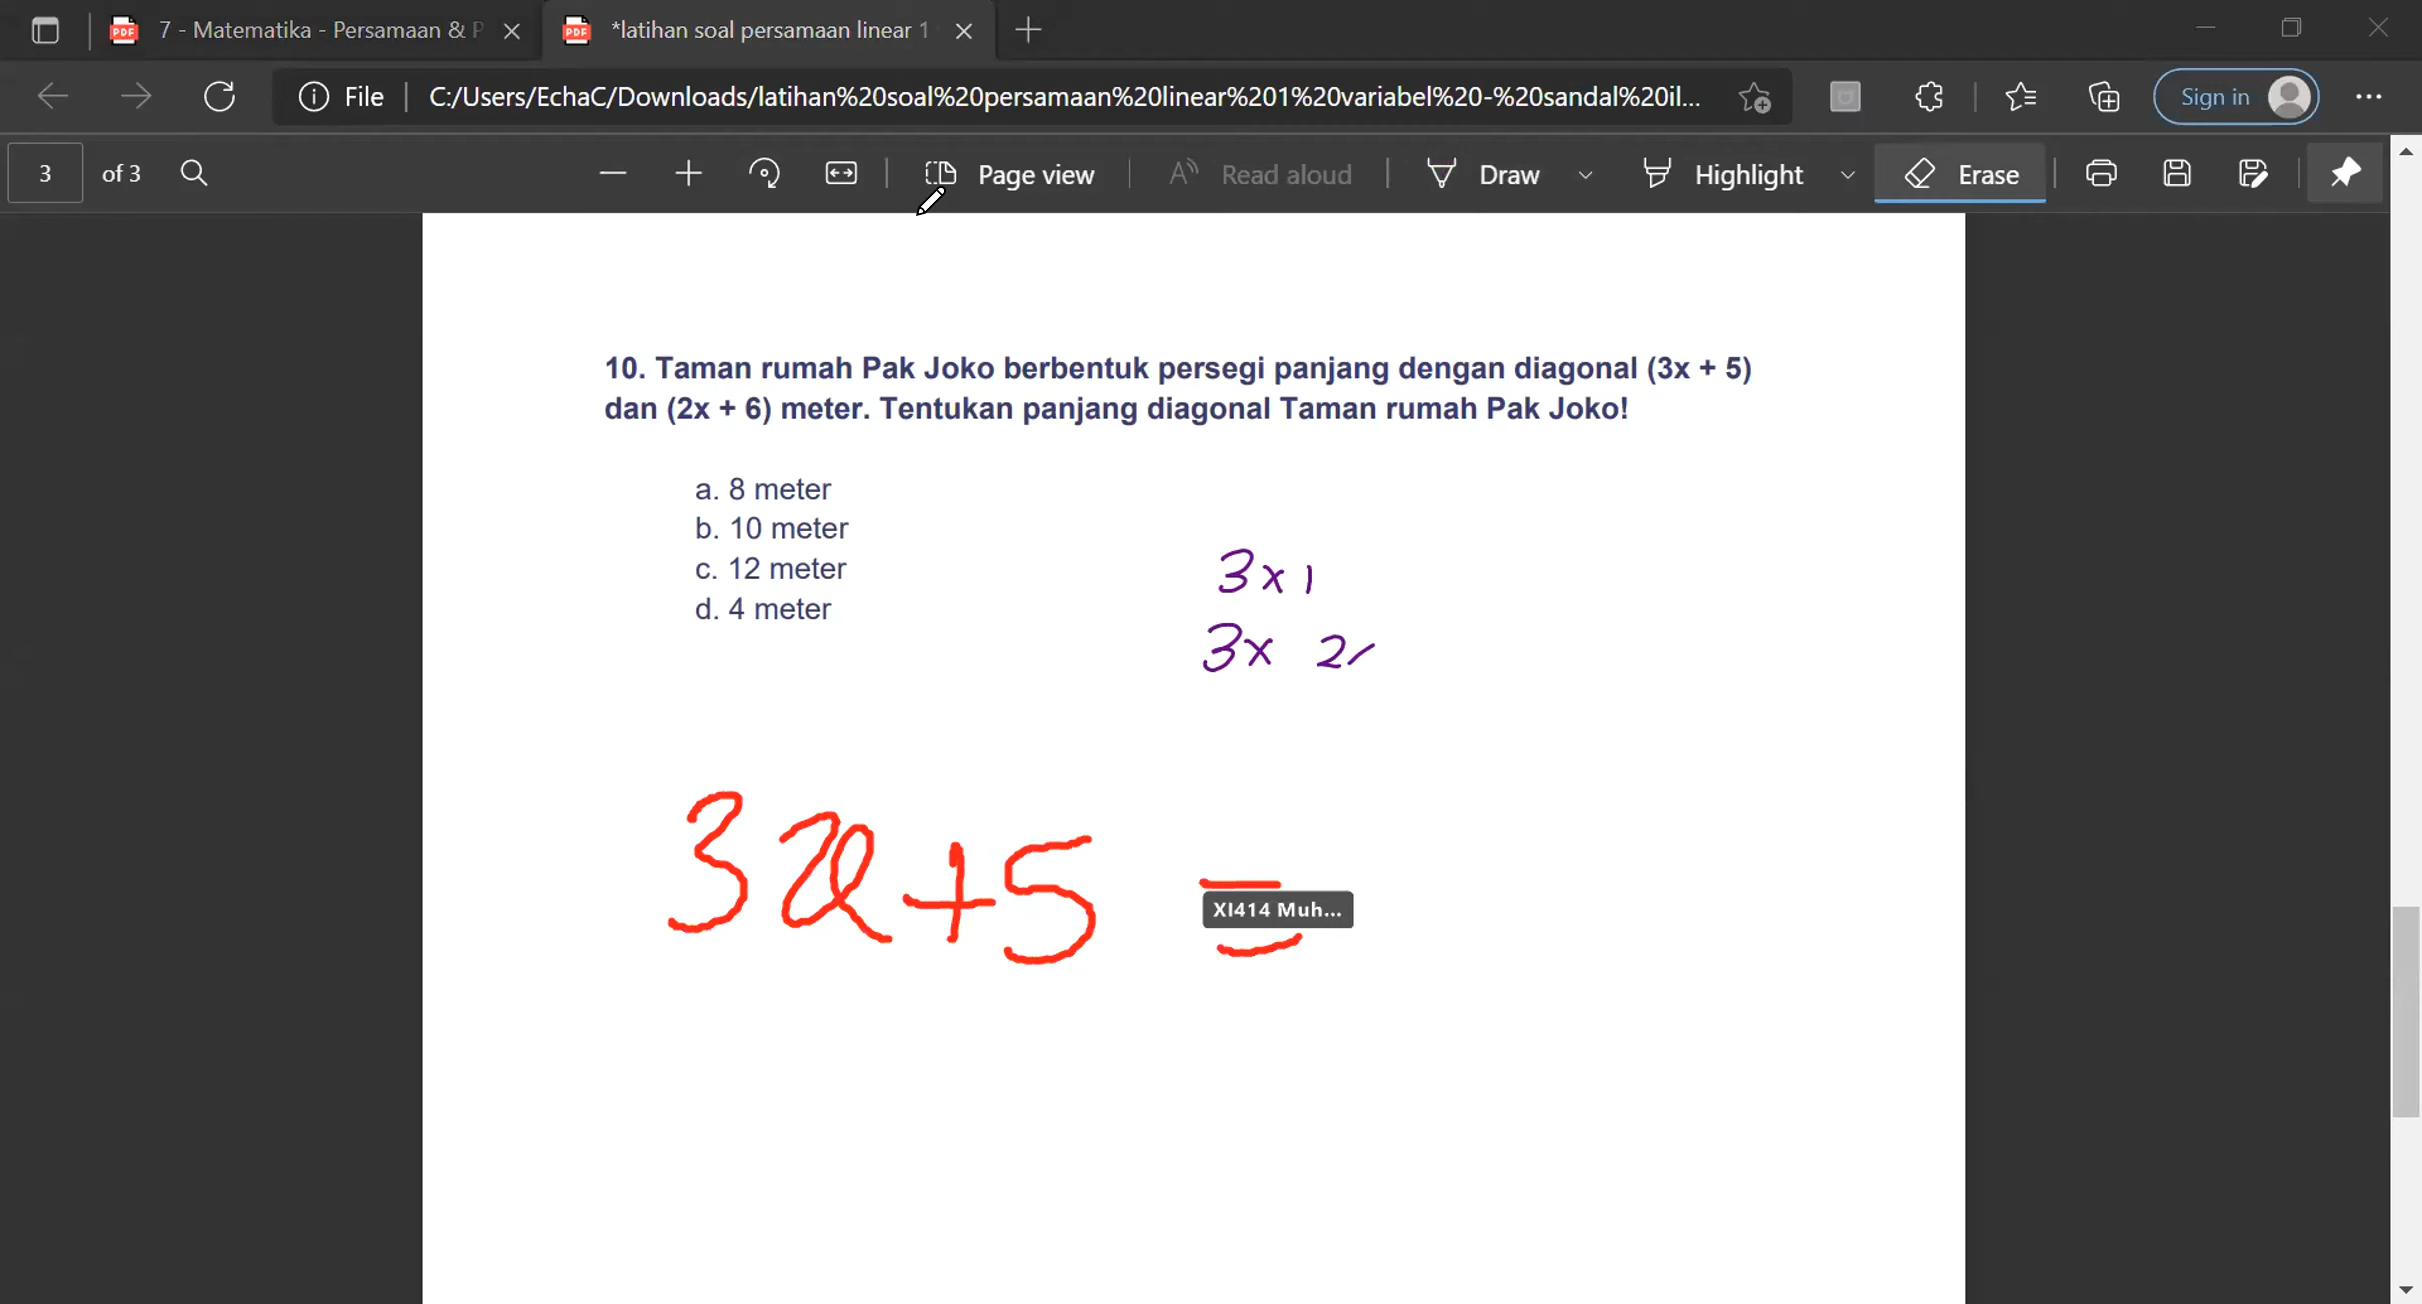 7 - Matematika - Persamaan & P
*latihan soal persamaan linear 1
File
C:/Users/EchaC/Downloads/latihan%20soal%20persamaan%20linear%201%20variabel%20-%20sandal%20il...
Sign in
3 of 3
Page view
Read aloud
Draw
Highlight
Erase
10. Taman rumah Pak Joko berbentuk persegi panjang dengan diagonal (3x + 5)
dan (2x + 6) meter. Tentukan panjang diagonal Taman rumah Pak Joko!
a. 8 meter
b. 10 meter
c. 12 meter
d. 4 meter
3 x 1
3x 2
3x+5 =
XI414 Muh...